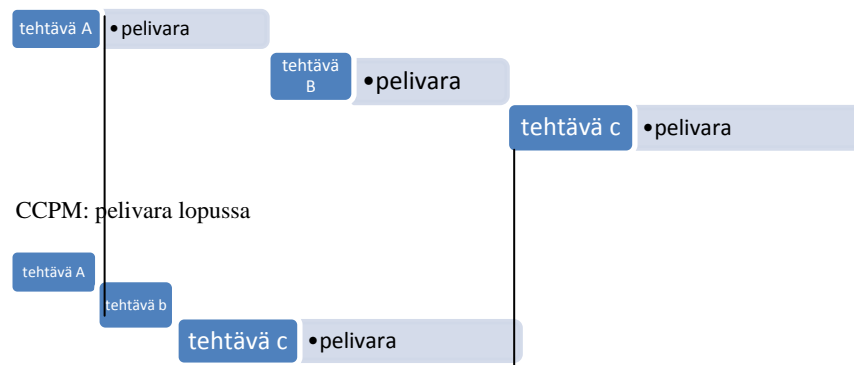 tehtävä A •pelivara
tehtävä
B •pelivara
tehtävä c •pelivara
CCPM: pelivara lopussa
tehtävä A
tehtävä b
tehtävä c •pelivara